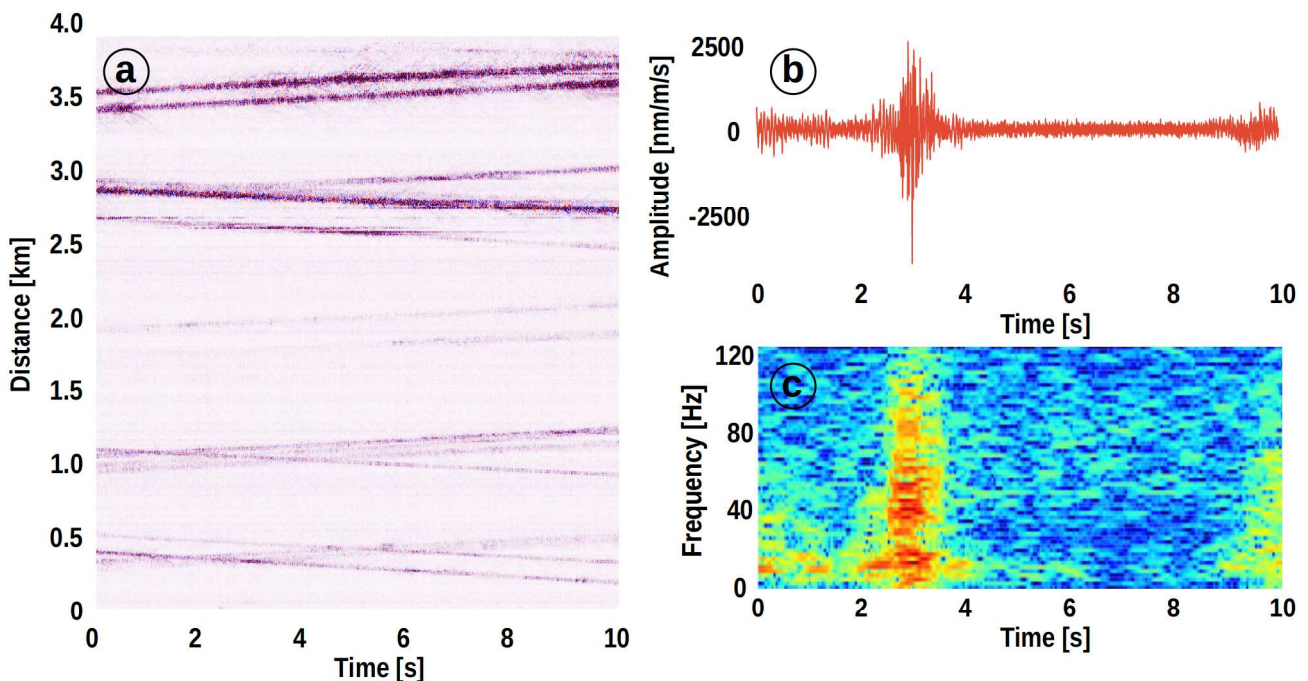 a
4.0
3.5
3.0
2.5
2.0
1.5
1.0
0.5
0
Distance [km]
0 2 4 6 8 10
Time [s]
b
2500
0
-2500
Amplitude [nm/m/s]
0 2 4 6 8 10
Time [s]
c
120
80
40
0
Frequency [Hz]
0 2 4 6 8 10
Time [s]